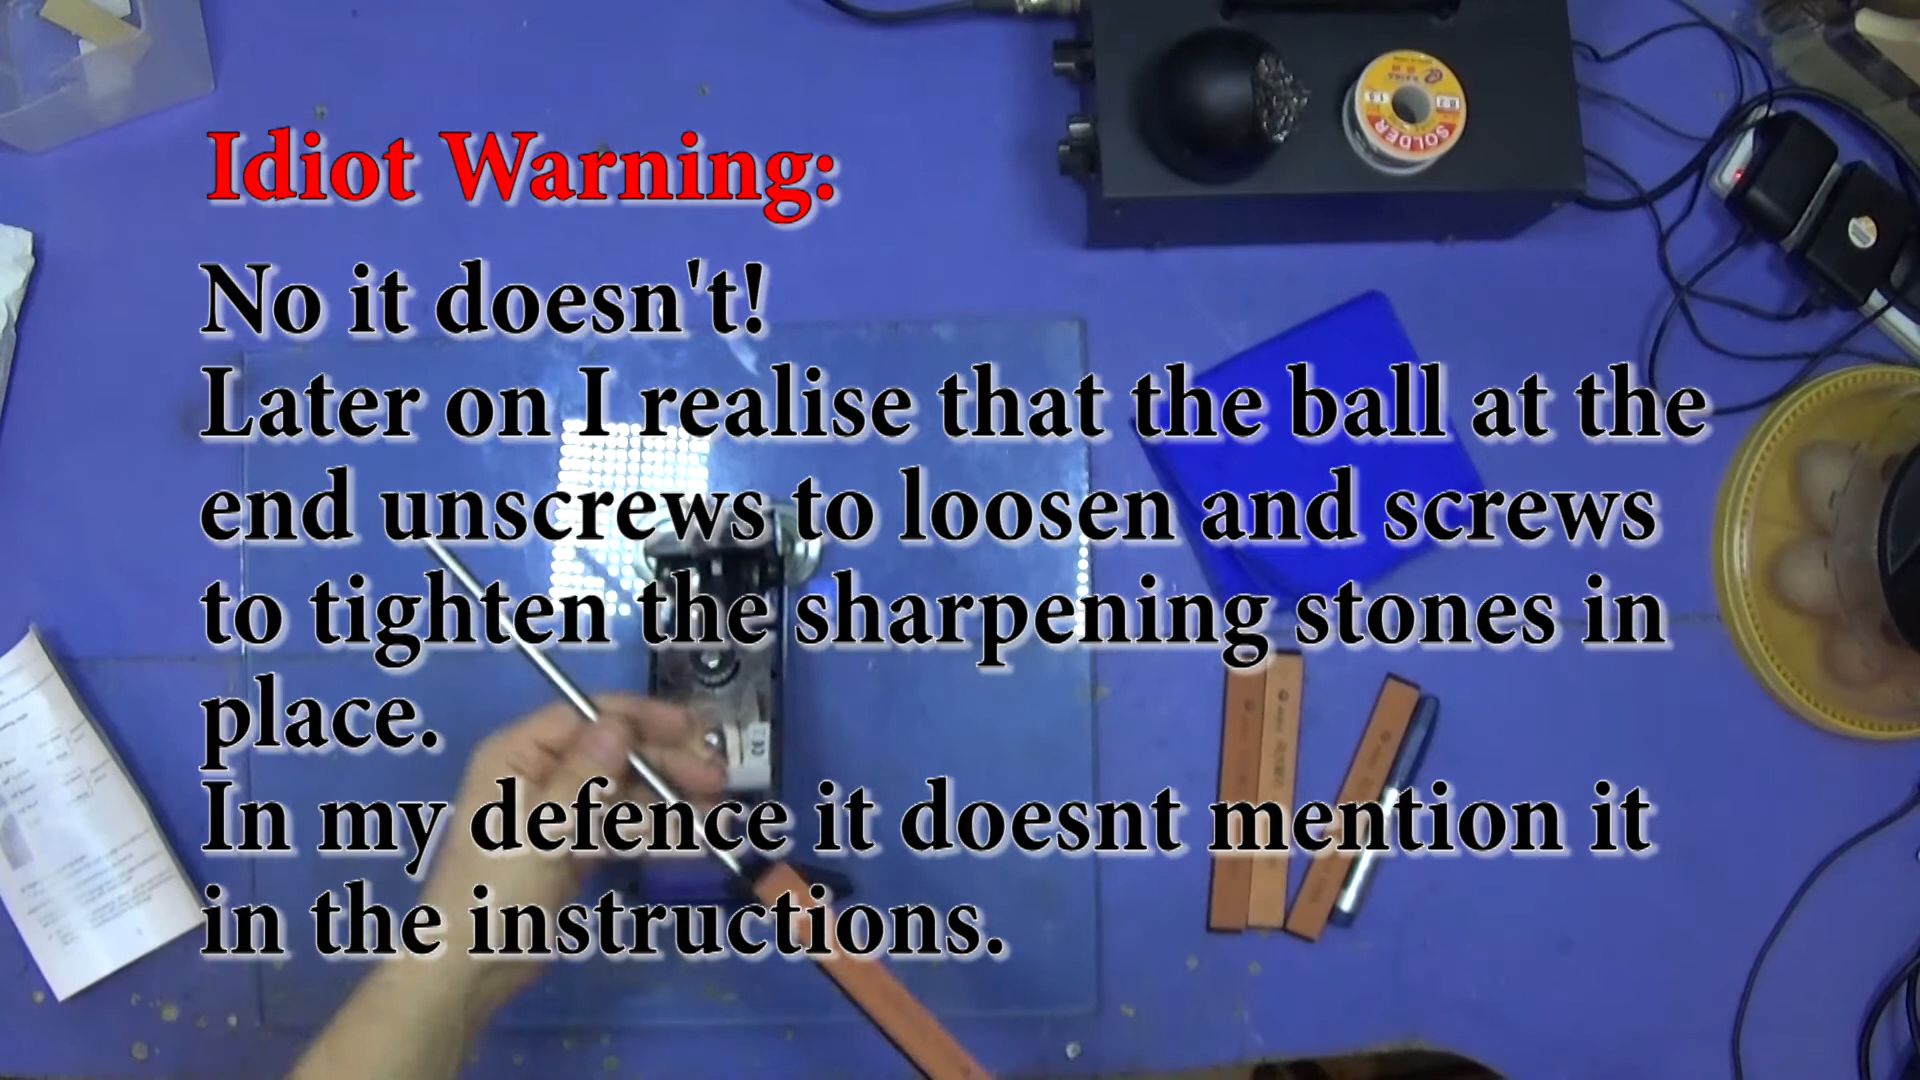 Idiot Warning:
No it doesn't!
Later on I realise that the ball at the
end unscrews to loosen and screws
to tighten the sharpening stones in
place.
In my defence it doesnt mention it
in the instructions.
SOLDER